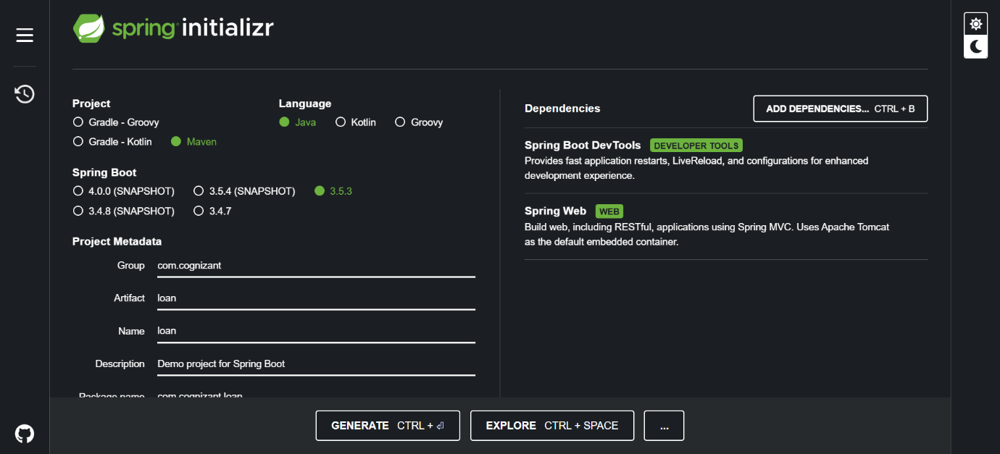 spring initializr
Project
Gradle - Groovy
Gradle - Kotlin Maven
Language
Java Kotlin Groovy
Spring Boot
4.0.0 (SNAPSHOT) 3.5.4 (SNAPSHOT) 3.5.3
3.4.8 (SNAPSHOT) 3.4.7
Project Metadata
Group com.cognizant
Artifact loan
Name loan
Description Demo project for Spring Boot
Package name com.cognizant.loan
Dependencies
ADD DEPENDENCIES... CTRL + B
Spring Boot DevTools DEVELOPER TOOLS
Provides fast application restarts, LiveReload, and configurations for enhanced
development experience.
Spring Web WEB
Build web, including RESTful, applications using Spring MVC. Uses Apache Tomcat
as the default embedded container.
GENERATE CTRL + ⏎
EXPLORE CTRL + SPACE
...